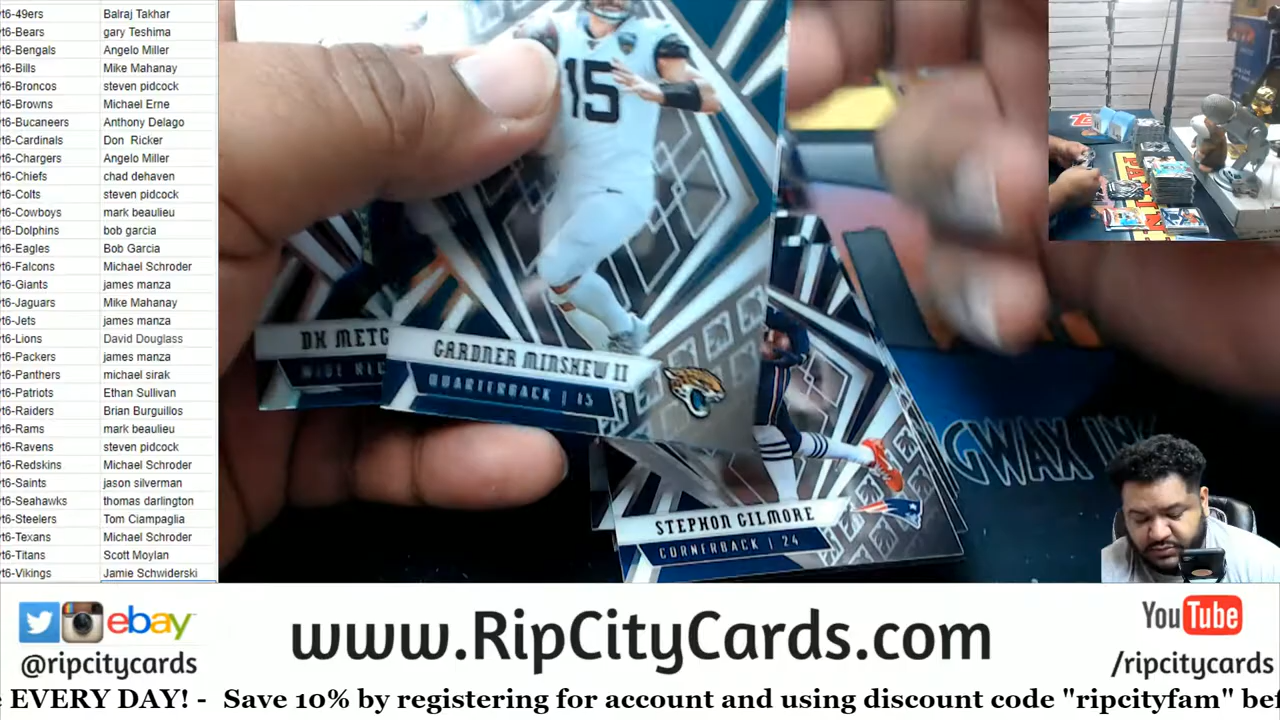 t6-49ers Balraj Takhar
t6-Bears gary Teshima
t6-Bengals Angelo Miller
t6-Bills Mike Mahanay
t6-Broncos steven pidcock
t6-Browns Michael Erne
t6-Bucaneers Anthony Delago
t6-Cardinals Don Ricker
t6-Chargers Angelo Miller
t6-Chiefs chad dehaven
t6-Colts steven pidcock
t6-Cowboys mark beaulieu
t6-Dolphins bob garcia
t6-Eagles Bob Garcia
t6-Falcons Michael Schroder
t6-Giants james manza
t6-Jaguars Mike Mahanay
t6-Jets james manza
t6-Lions David Douglass
t6-Packers james manza
t6-Panthers michael sirak
t6-Patriots Ethan Sullivan
t6-Raiders Brian Burguillos
t6-Rams mark beaulieu
t6-Ravens steven pidcock
t6-Redskins Michael Schroder
t6-Saints jason silverman
t6-Seahawks thomas darlington
t6-Steelers Tom Ciampaglia
t6-Texans Michael Schroder
t6-Titans Scott Moylan
t6-Vikings Jamie Schwiderski
15
DK METC
WIDE REC
GARDNER MINSHEW II
QUARTERBACK | 15
STEPHON GILMORE
CORNERBACK | 24
GWAX INK
ebay
@ripcitycards
www.RipCityCards.com
YouTube
/ripcitycards
e EVERY DAY! - Save 10% by registering for account and using discount code "ripcityfam" bef